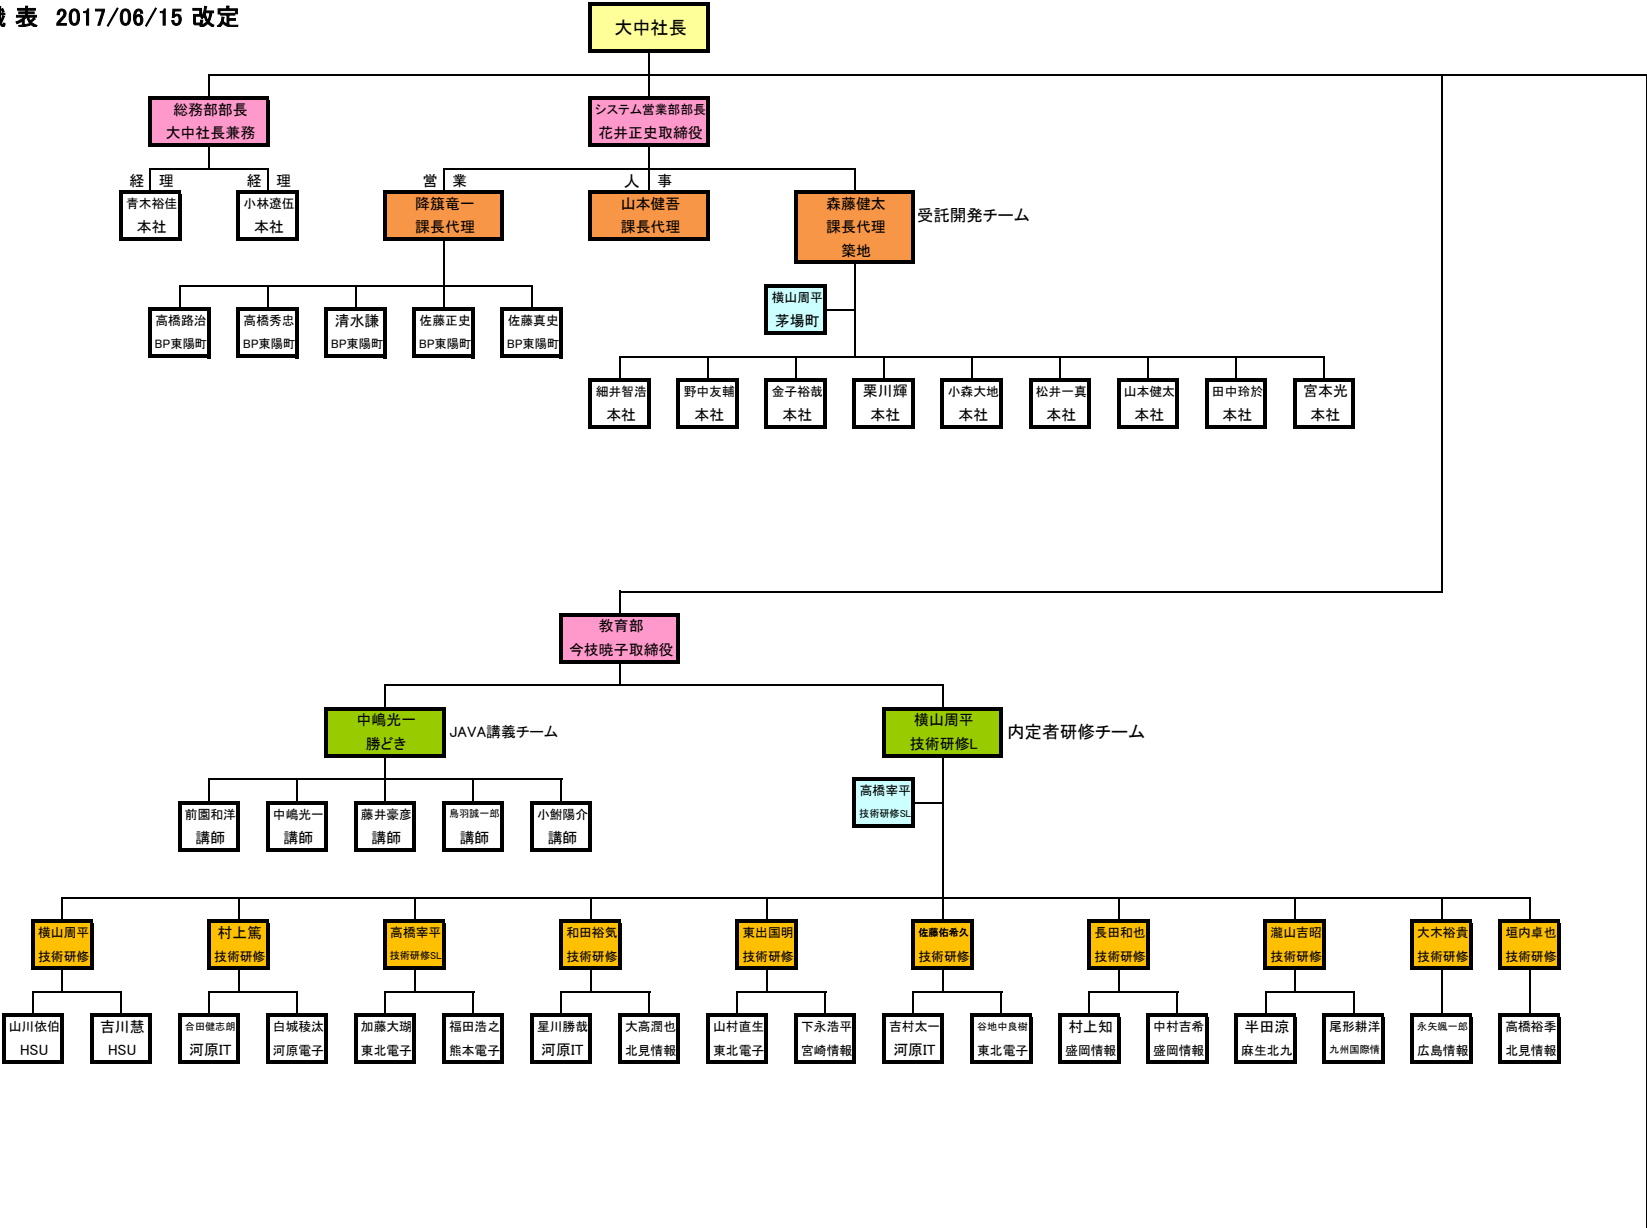 表 2017/06/15 改定
大中社長
総務部部長
大中社長兼務
システム営業部部長
花井正史取締役
経 理
経 理
営 業
人 事
青木裕佳
本社
小林遼伍
本社
降籏竜一
課長代理
山本健吾
課長代理
森藤健太
課長代理
築地
受託開発チーム
横山周平
茅場町
高橋路治
BP東陽町
高橋秀忠
BP東陽町
清水謙
BP東陽町
佐藤正史
BP東陽町
佐藤真史
BP東陽町
細井智浩
本社
野中友輔
本社
金子裕哉
本社
栗川輝
本社
小森大地
本社
松井一真
本社
山本健太
本社
田中玲於
本社
宮本光
本社
教育部
今枝暁子取締役
中嶋光一
勝どき
JAVA講義チーム
横山周平
技術研修L
内定者研修チーム
高橋宰平
技術研修SL
前園和洋
講師
中嶋光一
講師
藤井豪彦
講師
鳥羽誠一郎
講師
小鮒陽介
講師
横山周平
技術研修
村上篤
技術研修
高橋宰平
技術研修SL
和田裕気
技術研修
東出国明
技術研修
佐藤佑希久
技術研修
長田和也
技術研修
瀧山吉昭
技術研修
大木裕貴
技術研修
垣内卓也
技術研修
山川依伯
HSU
吉川慧
HSU
合田健志朗
河原IT
白城稜汰
河原電子
加藤大瑚
東北電子
福田浩之
熊本電子
星川勝哉
河原IT
大高潤也
北見情報
山村直生
東北電子
下永浩平
宮崎情報
吉村太一
河原IT
谷地中良樹
東北電子
村上知
盛岡情報
中村吉希
盛岡情報
半田涼
麻生北九
尾形耕洋
九州国際情
永矢颯一郎
広島情報
高橋裕季
北見情報